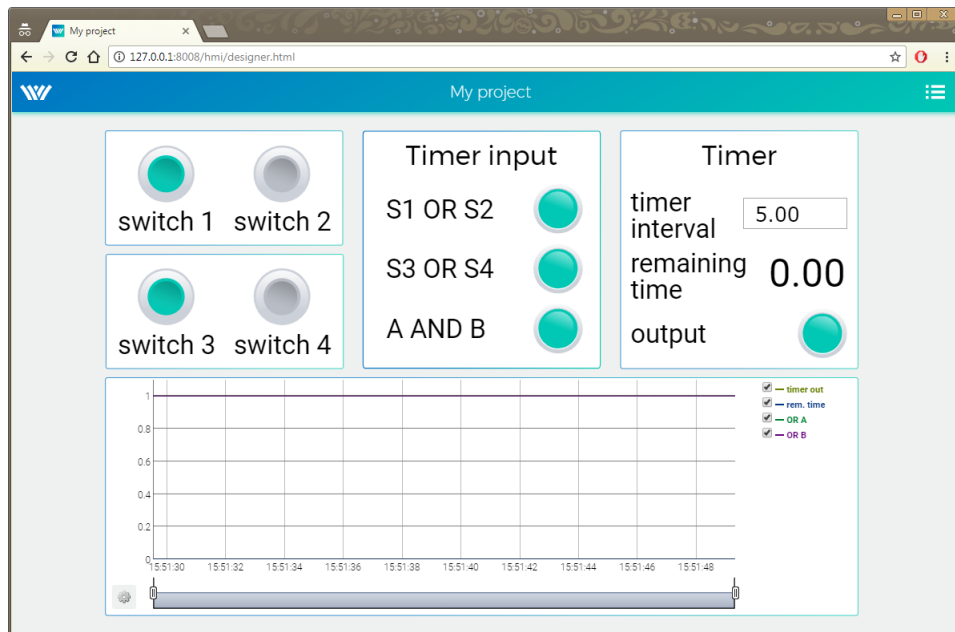 My project
127.0.0.1:8008/hmi/designer.html
My project
switch 1
switch 2
switch 3
switch 4
Timer input
S1 OR S2
S3 OR S4
A AND B
Timer
timer
interval
5.00
remaining
time
0.00
output
1
0.8
0.6
0.4
0.2
0
15:51:30
15:51:32
15:51:34
15:51:36
15:51:38
15:51:40
15:51:42
15:51:44
15:51:46
15:51:48
timer out
rem. time
OR A
OR B